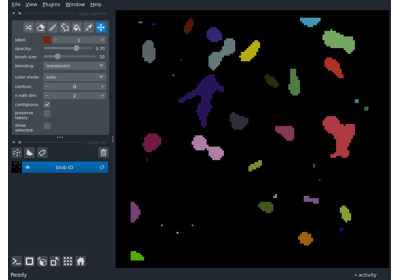 File View Plugins Window Help
label: 1
opacity: 0.70
brush size: 10
blending: translucent
color mode: auto
contour: 0
n edit dim: 2
contiguous:
preserve labels:
show selected:
blob ID
Ready
activity